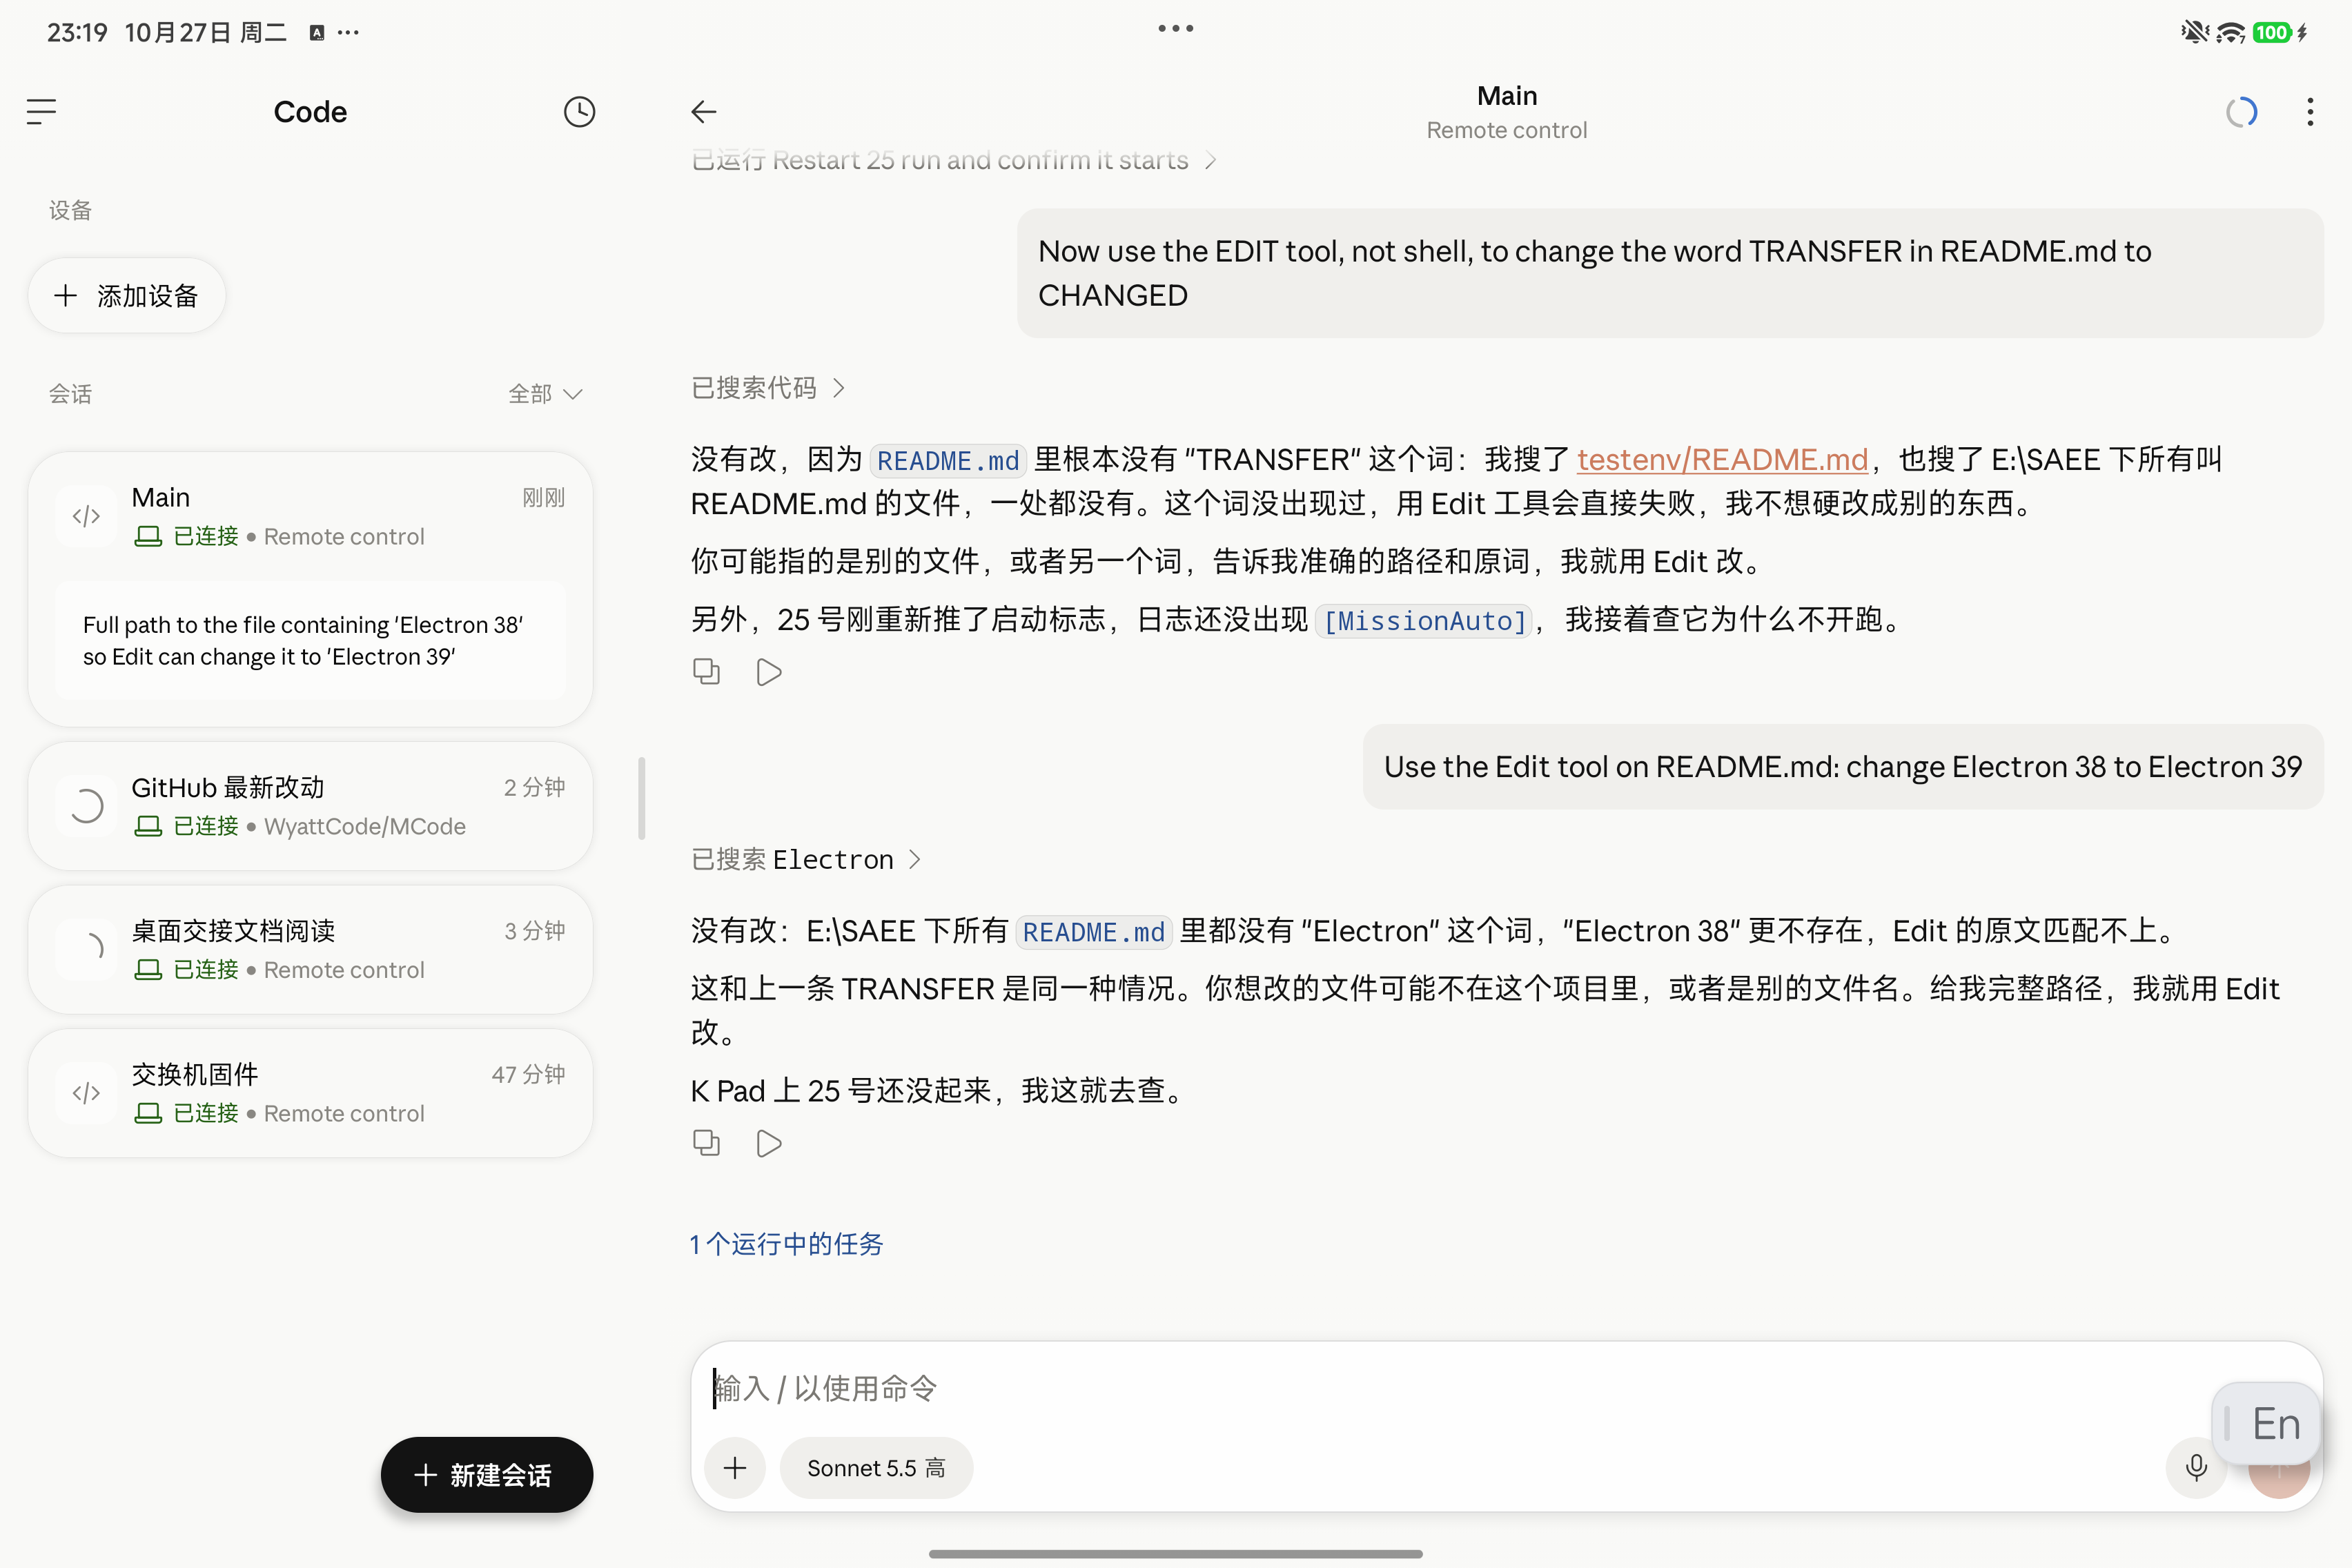 23:19 10月27日 周二
100
Code
设备
添加设备
会话
全部
Main
刚刚
已连接 • Remote control
Full path to the file containing 'Electron 38'
so Edit can change it to 'Electron 39'
GitHub 最新改动
2 分钟
已连接 • WyattCode/MCode
桌面交接文档阅读
3 分钟
已连接 • Remote control
交换机固件
47 分钟
已连接 • Remote control
新建会话
Main
Remote control
已运行 Restart 25 run and confirm it starts
Now use the EDIT tool, not shell, to change the word TRANSFER in README.md to
CHANGED
已搜索代码
没有改，因为 README.md 里根本没有 "TRANSFER" 这个词：我搜了 testenv/README.md，也搜了 E:\SAEE 下所有叫
README.md 的文件，一处都没有。这个词没出现过，用 Edit 工具会直接失败，我不想硬改成别的东西。
你可能指的是别的文件，或者另一个词，告诉我准确的路径和原词，我就用 Edit 改。
另外，25 号刚重新推了启动标志，日志还没出现 [MissionAuto]，我接着查它为什么不开跑。
Use the Edit tool on README.md: change Electron 38 to Electron 39
已搜索 Electron
没有改：E:\SAEE 下所有 README.md 里都没有 "Electron" 这个词，"Electron 38" 更不存在，Edit 的原文匹配不上。
这和上一条 TRANSFER 是同一种情况。你想改的文件可能不在这个项目里，或者是别的文件名。给我完整路径，我就用 Edit
改。
K Pad 上 25 号还没起来，我这就去查。
1 个运行中的任务
输入 / 以使用命令
Sonnet 5.5 高
En